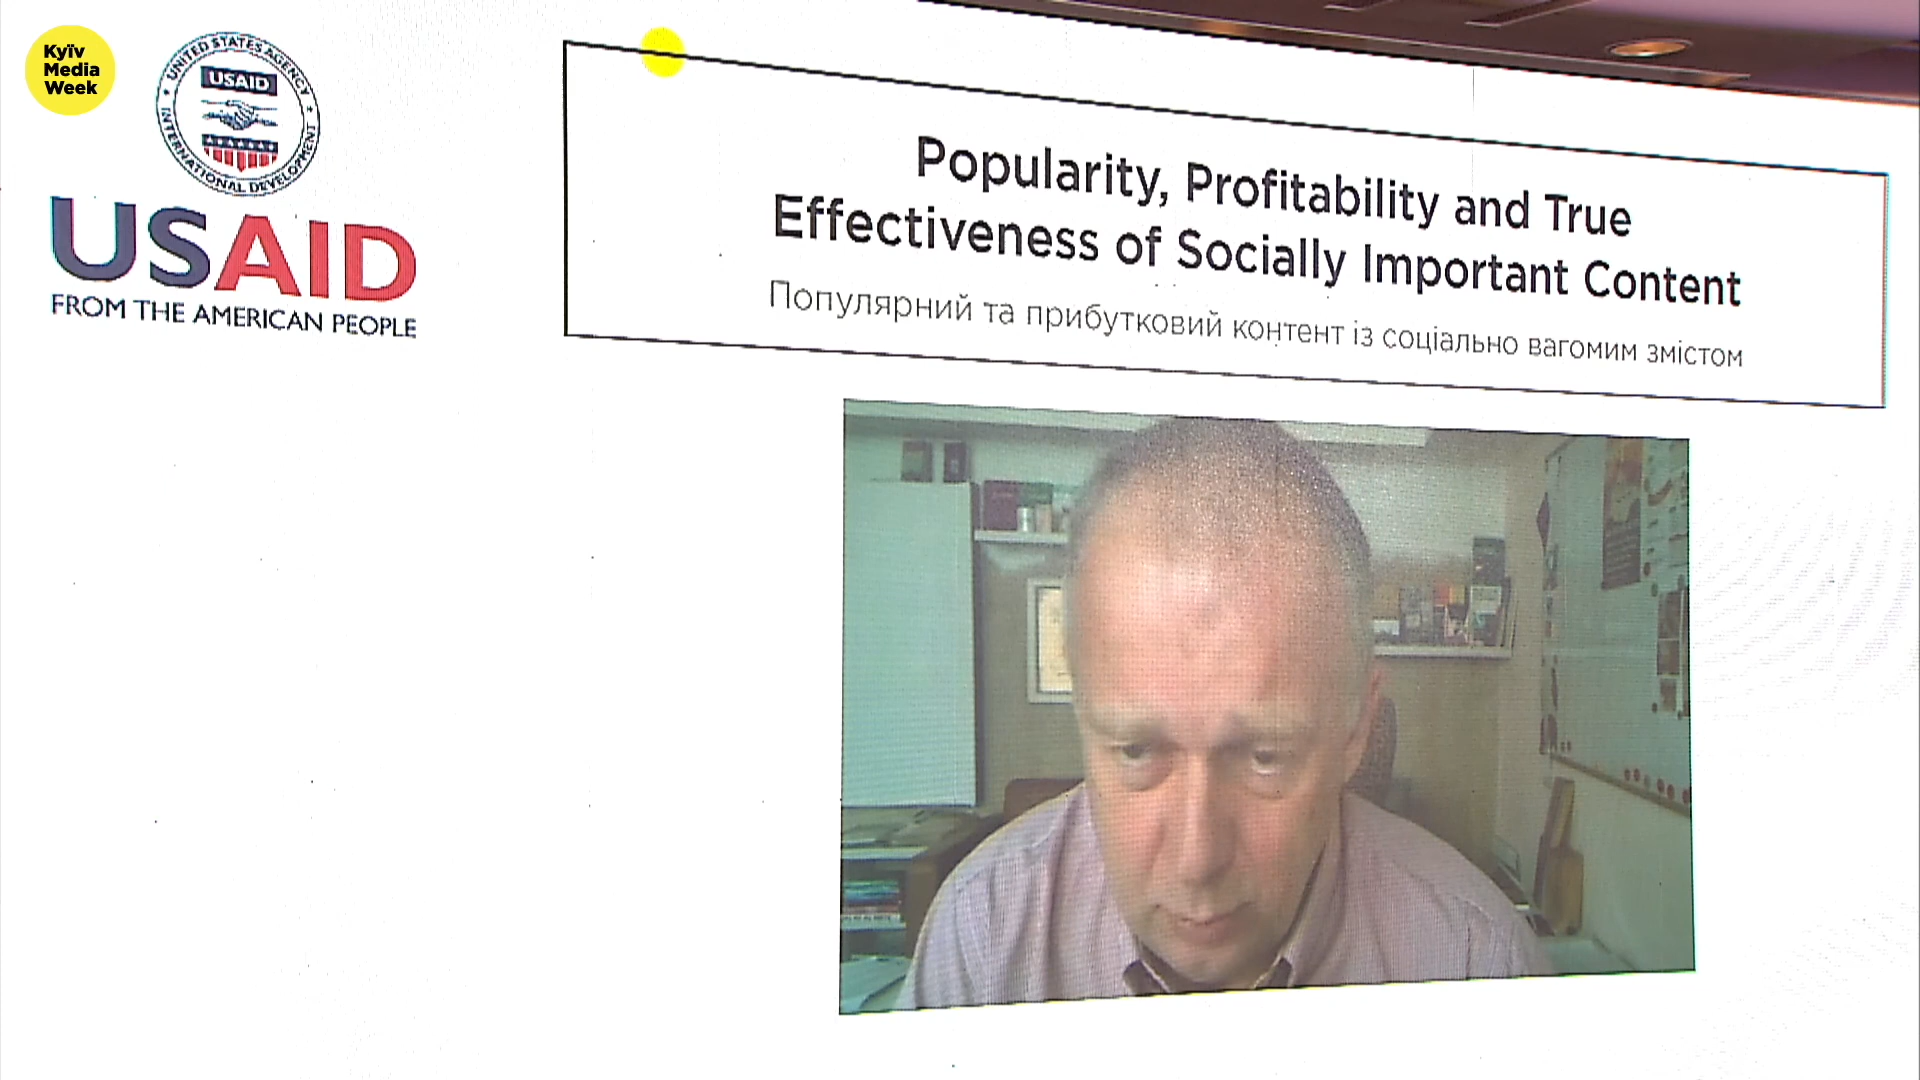 Kyïv
Media
Week
UNITED STATES AGENCY
USAID
INTERNATIONAL DEVELOPMENT
USAID
FROM THE AMERICAN PEOPLE
Popularity, Profitability and True
Effectiveness of Socially Important Content
Популярний та прибутковий контент із соціально вагомим змістом